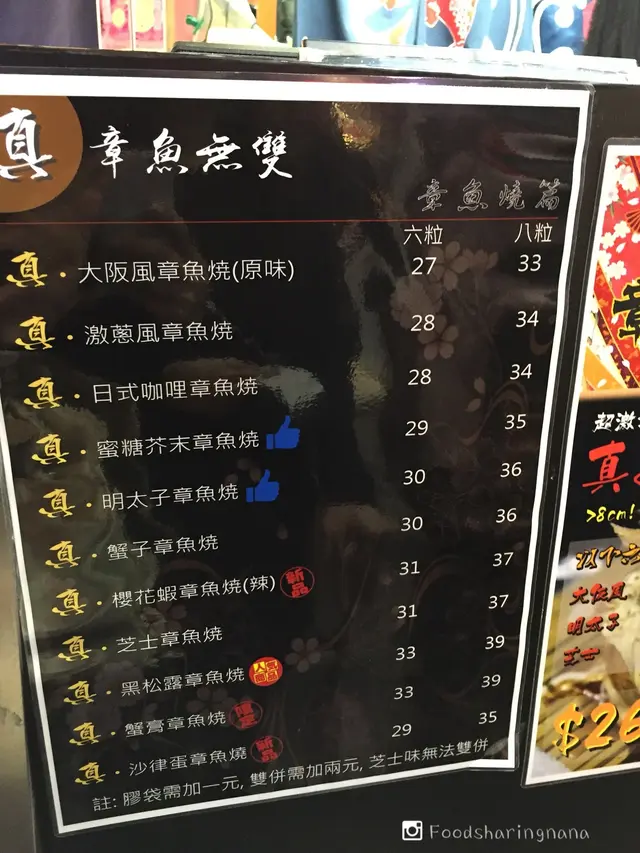 真 章魚無雙
章魚燒篇
六粒 八粒
真·大阪風章魚燒(原味) 27 33
真·激蔥風章魚燒 28 34
真·日式咖哩章魚燒 28 34
真·蜜糖芥末章魚燒 29 35
真·明太子章魚燒 30 36
真·蟹子章魚燒 30 36
真·櫻花蝦章魚燒(辣) 新品 31 37
真·芝士章魚燒 31 37
真·黑松露章魚燒 33 39
真·蟹膏章魚燒 33 39
真·沙律蛋章魚燒 新品 29 35
註: 膠袋需加一元, 雙併需加兩元, 芝士味無法雙併
超激
真
>8cm!
大阪風
明太子
芝士
$26
Foodsharingnana